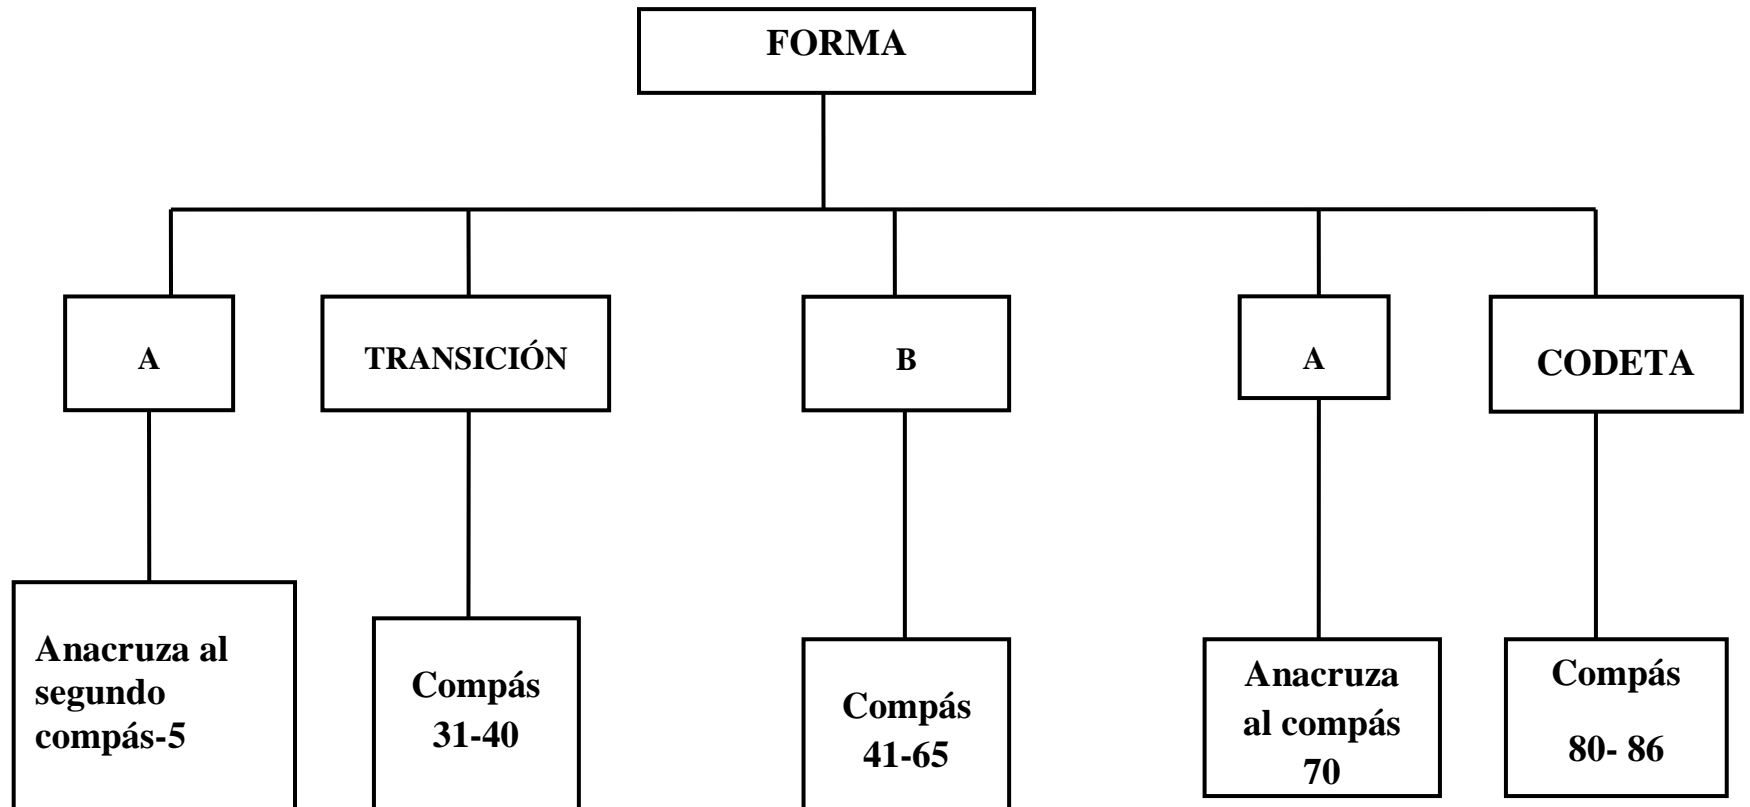 FORMA
A
TRANSICIÓN
B
A
CODETA
Anacruza al
segundo
compás-5
Compás
31-40
Compás
41-65
Anacruza
al compás
70
Compás
80- 86